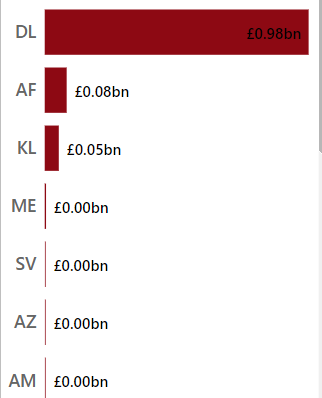 DL £0.98bn
AF £0.08bn
KL £0.05bn
ME £0.00bn
SV £0.00bn
AZ £0.00bn
AM £0.00bn